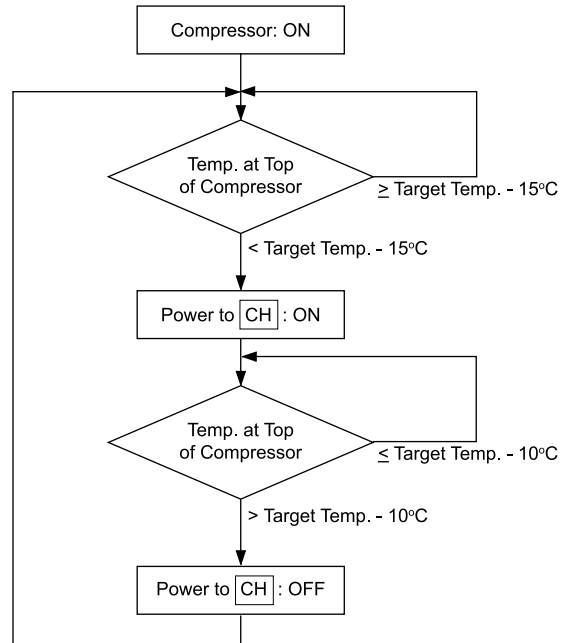 Compressor: ON
Temp. at Top
of Compressor
≥ Target Temp. - 15°C
< Target Temp. - 15°C
Power to CH : ON
Temp. at Top
of Compressor
≤ Target Temp. - 10°C
> Target Temp. - 10°C
Power to CH : OFF